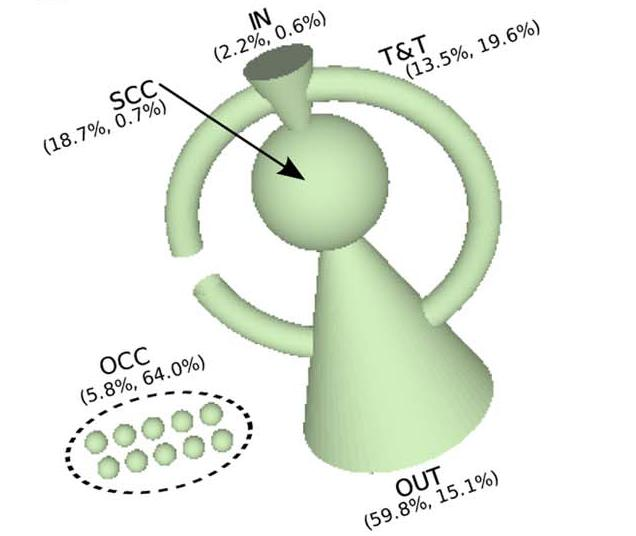 IN
(2.2%, 0.6%)
T&T
(13.5%, 19.6%)
SCC
(18.7%, 0.7%)
OCC
(5.8%, 64.0%)
OUT
(59.8%, 15.1%)